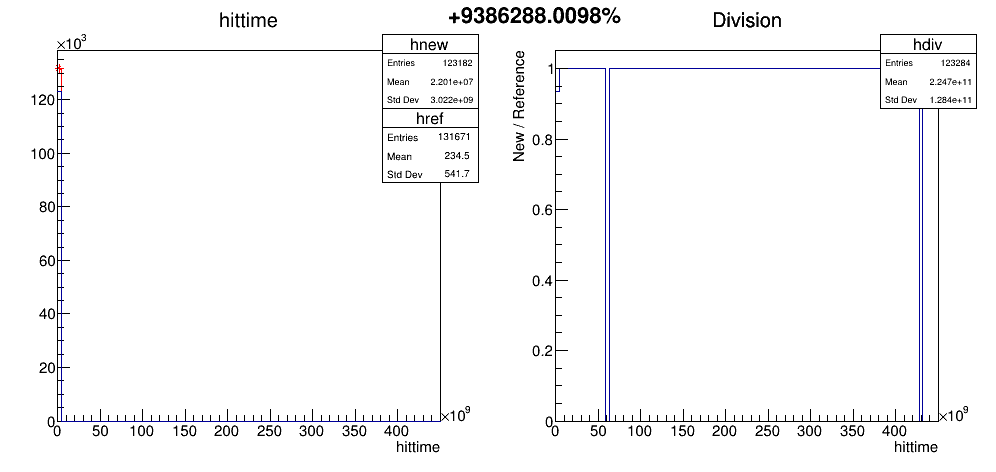 +9386288.0098%
hittime
×10³
120
100
80
60
40
20
0
0 50 100 150 200 250 300 350 400
×10⁹
hittime
hnew
Entries 123182
Mean 2.201e+07
Std Dev 3.022e+09
href
Entries 131671
Mean 234.5
Std Dev 541.7
Division
New / Reference
1
0.8
0.6
0.4
0.2
0
0 50 100 150 200 250 300 350 400
×10⁹
hittime
hdiv
Entries 123284
Mean 2.247e+11
Std Dev 1.284e+11